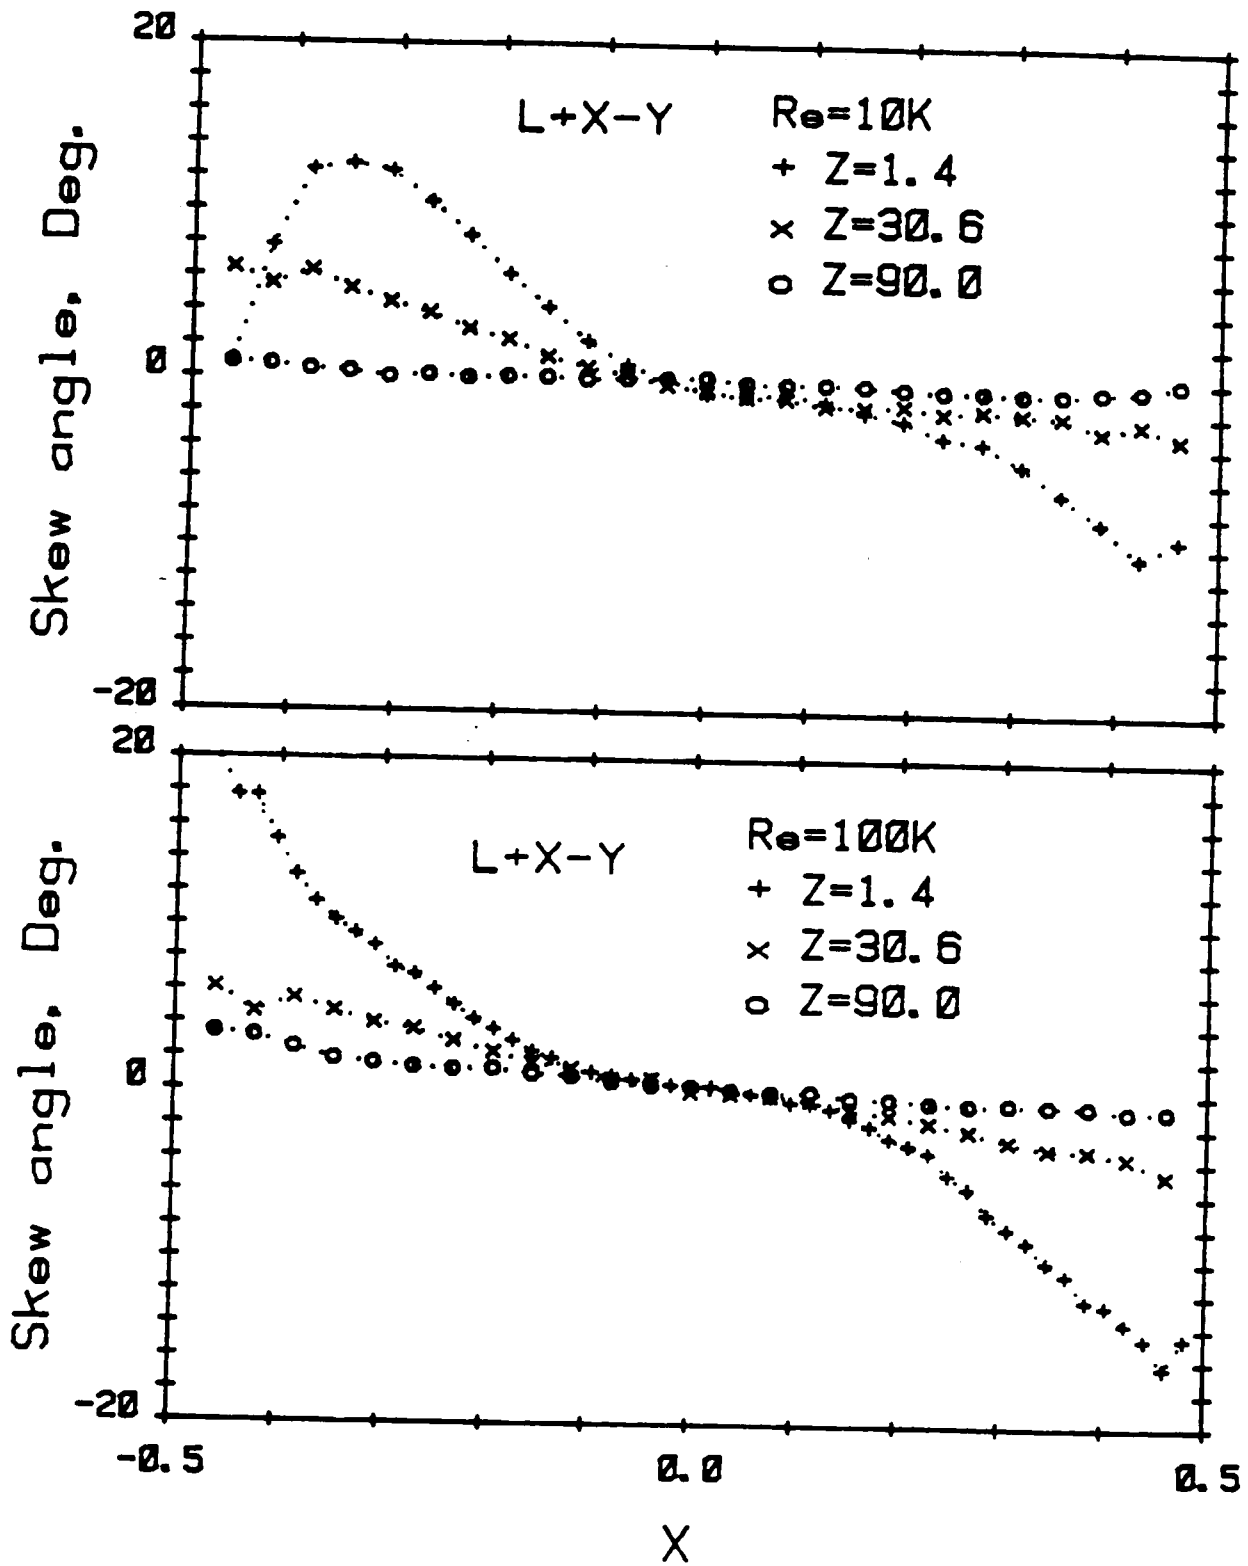 20
L+X-Y
Re=10K
+ Z=1.4
× Z=30.6
o Z=90.0
Skew angle, Deg.
0
-20
20
L+X-Y
Re=100K
+ Z=1.4
× Z=30.6
o Z=90.0
Skew angle, Deg.
0
-20
-0.5 0.0 0.5
X